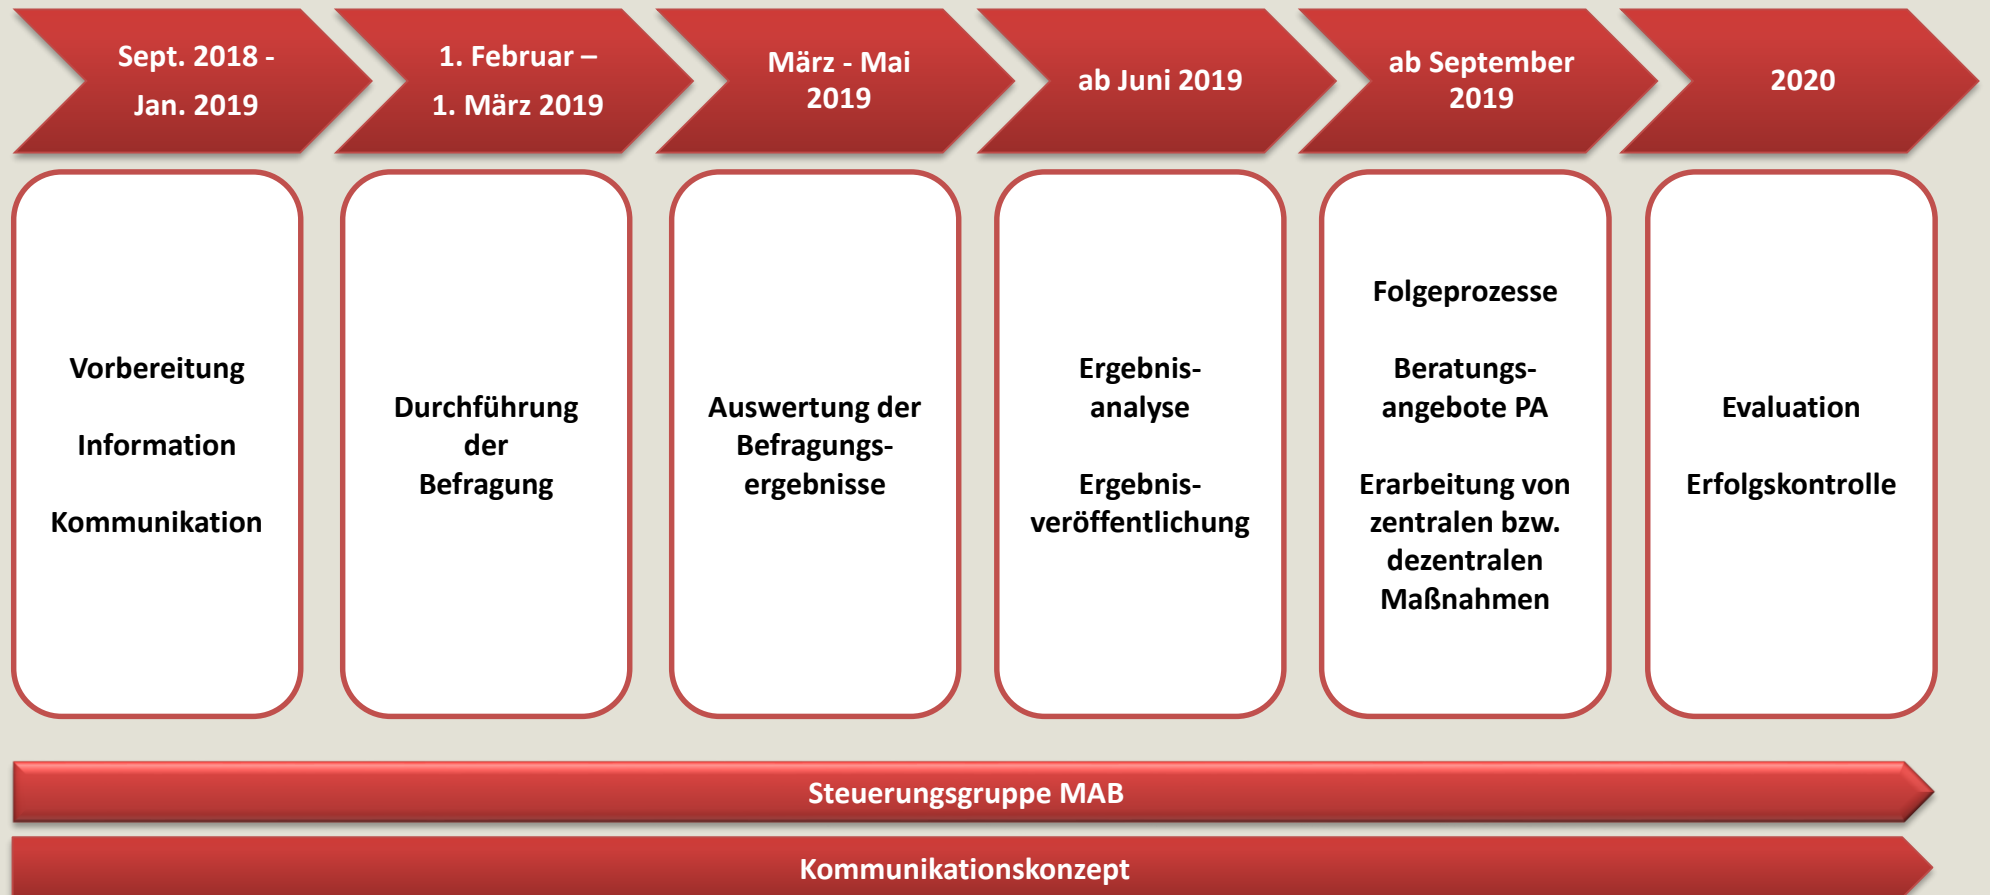 Sept. 2018 -
Jan. 2019
1. Februar –
1. März 2019
März - Mai
2019
ab Juni 2019
ab September
2019
2020
Vorbereitung
Information
Kommunikation
Durchführung
der
Befragung
Auswertung der
Befragungs-
ergebnisse
Ergebnis-
analyse
Ergebnis-
veröffentlichung
Folgeprozesse
Beratungs-
angebote PA
Erarbeitung von
zentralen bzw.
dezentralen
Maßnahmen
Evaluation
Erfolgskontrolle
Steuerungsgruppe MAB
Kommunikationskonzept